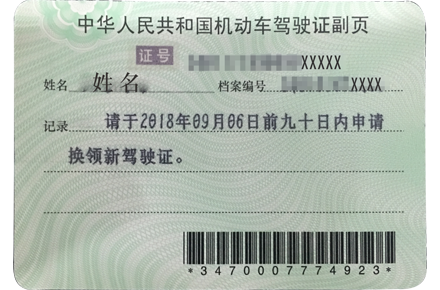 中华人民共和国机动车驾驶证副页
证号 XXXXX
姓名 姓名 档案编号 XXXX
记录 请于2018年09月06日前九十日内申请
换领新驾驶证。
*3470007774923*